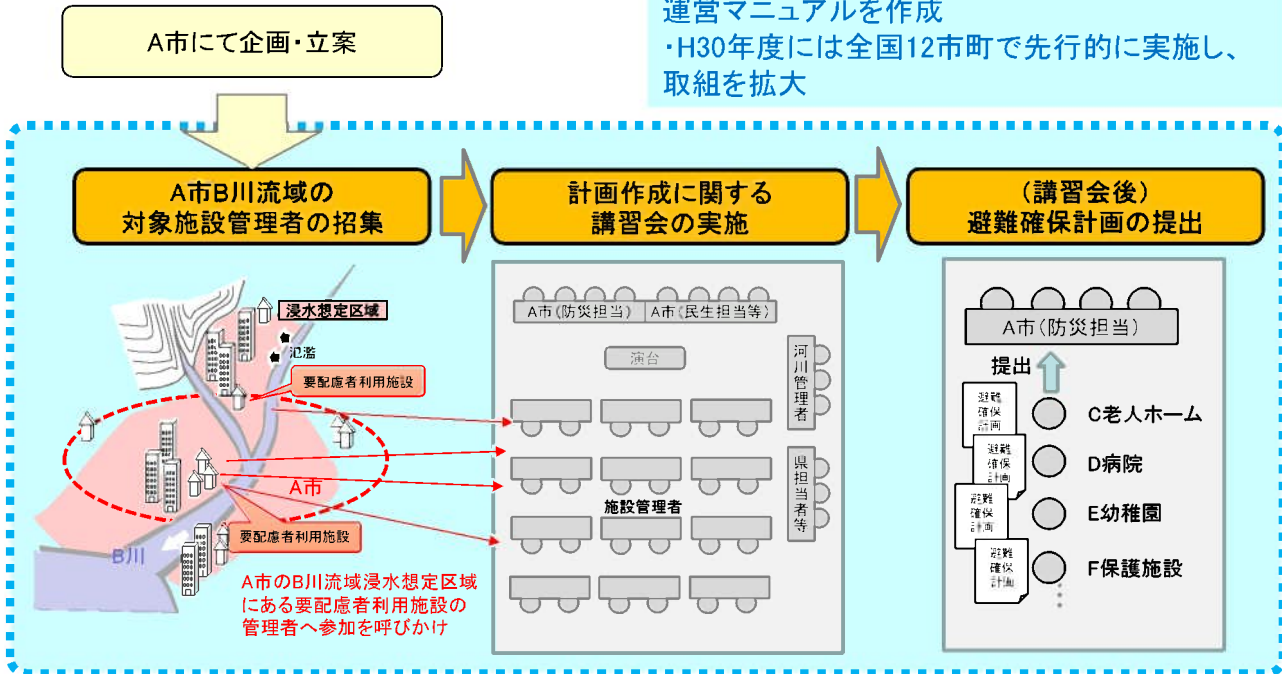 A市にて企画・立案
運営マニュアルを作成
・H30年度には全国12市町で先行的に実施し、
取組を拡大
A市B川流域の
対象施設管理者の招集
計画作成に関する
講習会の実施
(講習会後)
避難確保計画の提出
浸水想定区域
氾濫
要配慮者利用施設
A市
要配慮者利用施設
B川
A市のB川流域浸水想定区域
にある要配慮者利用施設の
管理者へ参加を呼びかけ
A市(防災担当)
A市(民生担当等)
演台
河川管理者
県担当者等
施設管理者
A市(防災担当)
提出
避難
確保
計画
C老人ホーム
避難
確保
計画
D病院
避難
確保
計画
E幼稚園
避難
確保
計画
F保護施設